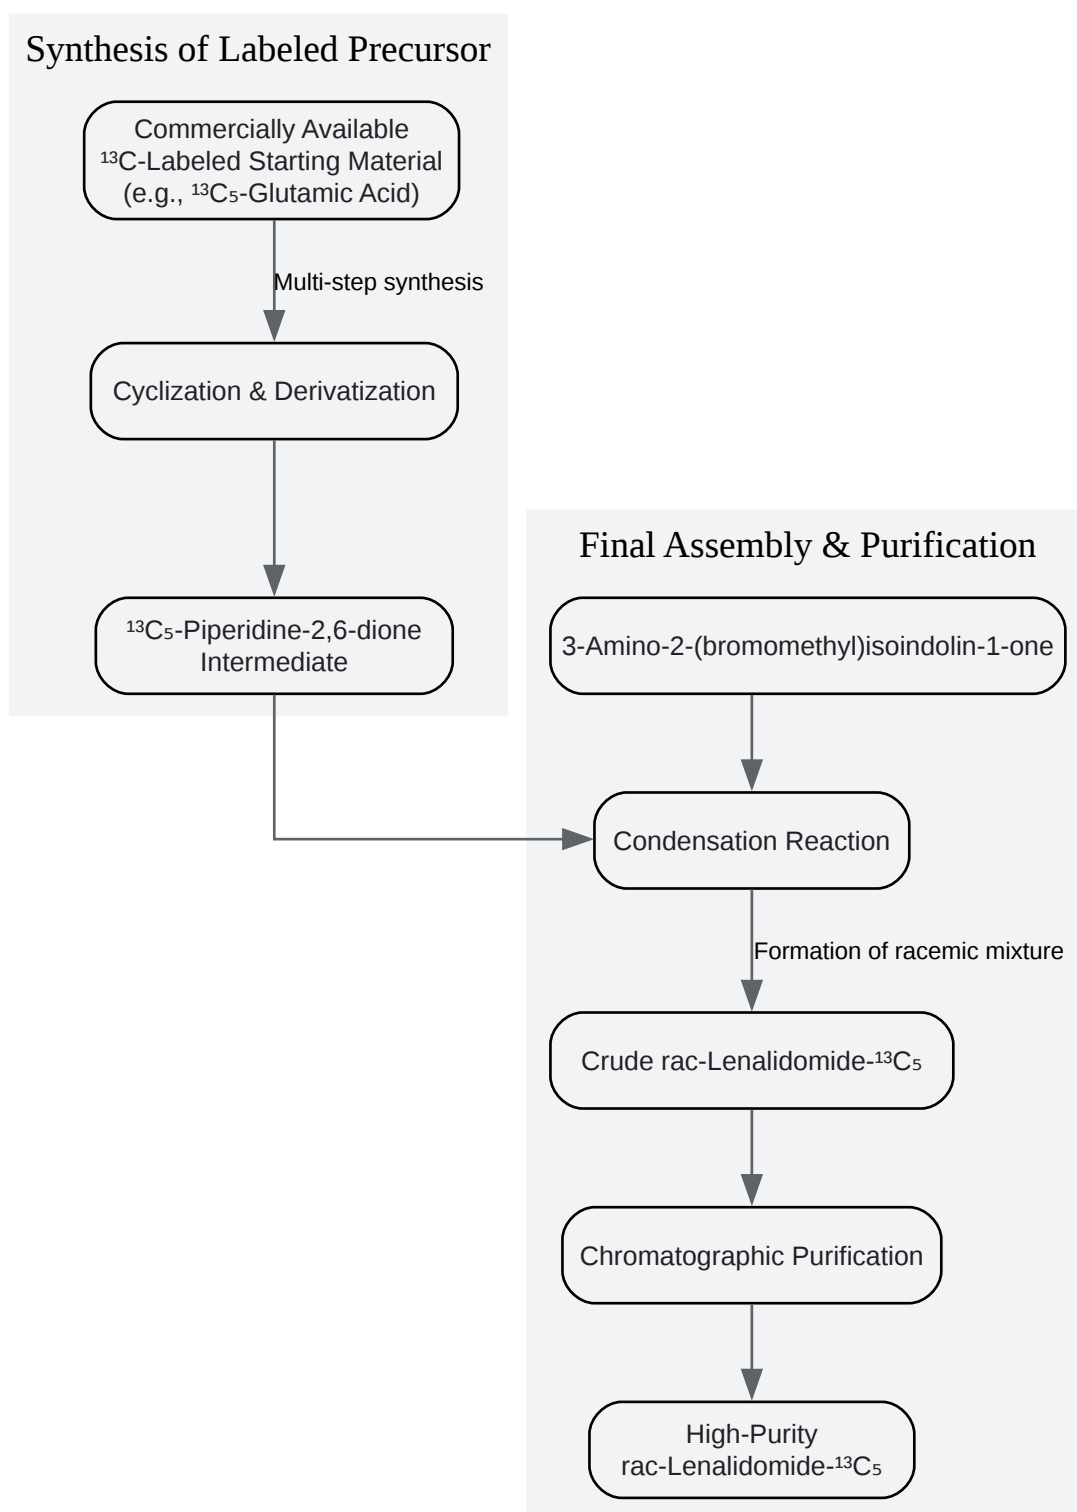 Synthesis of Labeled Precursor
Commercially Available
¹³C-Labeled Starting Material
(e.g., ¹³C₅-Glutamic Acid)
Multi-step synthesis
Cyclization & Derivatization
¹³C₅-Piperidine-2,6-dione
Intermediate
Final Assembly & Purification
3-Amino-2-(bromomethyl)isoindolin-1-one
Condensation Reaction
Formation of racemic mixture
Crude rac-Lenalidomide-¹³C₅
Chromatographic Purification
High-Purity
rac-Lenalidomide-¹³C₅